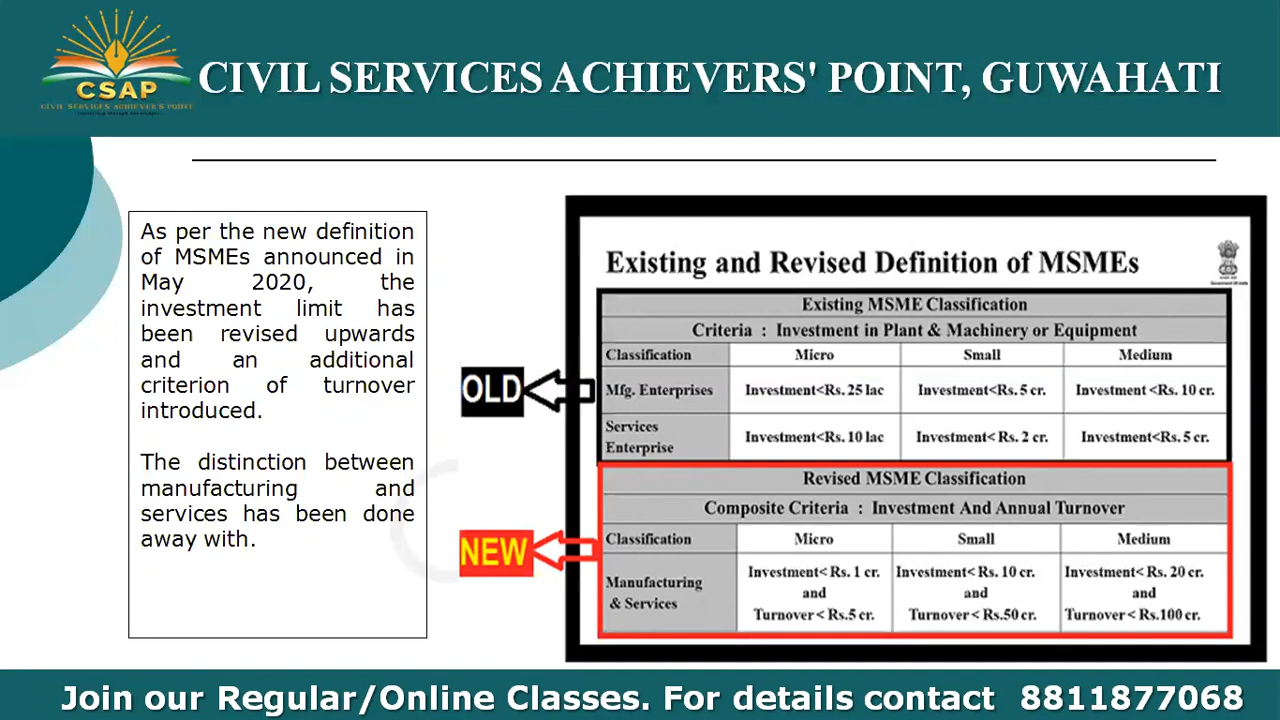 CSAP
CIVIL SERVICES ACHIEVER'S POINT
CIVIL SERVICES ACHIEVERS' POINT, GUWAHATI
As per the new definition
of MSMEs announced in
May 2020, the
investment limit has
been revised upwards
and an additional
criterion of turnover
introduced.
The distinction between
manufacturing and
services has been done
away with.
OLD
NEW
Existing and Revised Definition of MSMEs
Government of India
Existing MSME Classification
Criteria : Investment in Plant & Machinery or Equipment
Classification Micro Small Medium
Mfg. Enterprises Investment<Rs. 25 lac Investment<Rs. 5 cr. Investment <Rs. 10 cr.
Services
Enterprise Investment<Rs. 10 lac Investment< Rs. 2 cr. Investment<Rs. 5 cr.
Revised MSME Classification
Composite Criteria : Investment And Annual Turnover
Classification Micro Small Medium
Manufacturing
& Services
Investment< Rs. 1 cr.
and
Turnover < Rs.5 cr.
Investment< Rs. 10 cr.
and
Turnover < Rs.50 cr.
Investment< Rs. 20 cr.
and
Turnover < Rs.100 cr.
Join our Regular/Online Classes. For details contact 8811877068